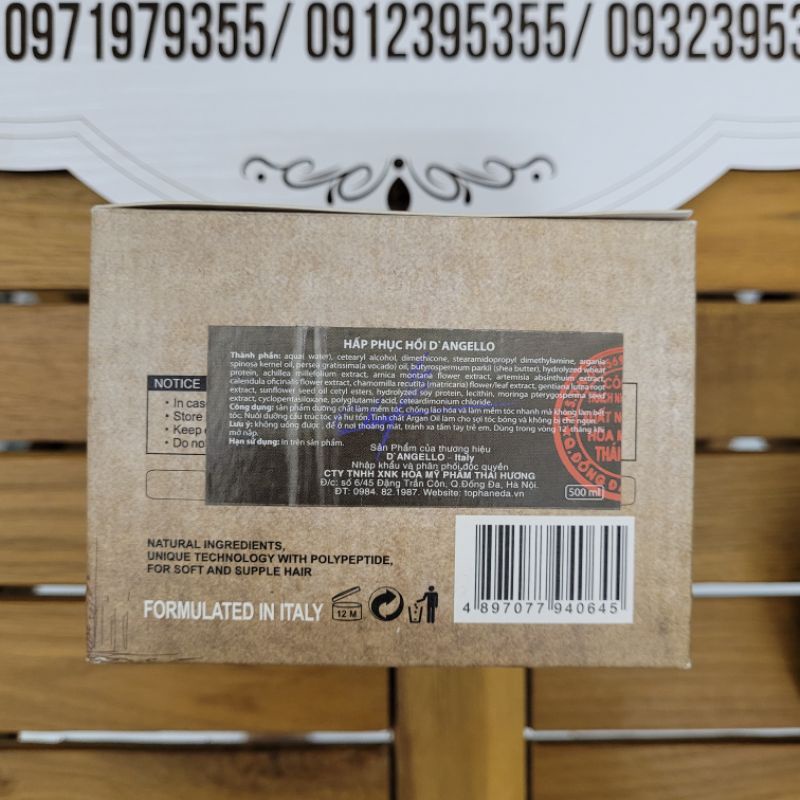 0971979355/ 0912395355/ 09323953
HẤP PHỤC HỒI D`ANGELLO
Thành phần: aqua( water), cetearyl alcohol, dimethicone, stearamidopropyl dimethylamine, argania
spinosa kernel oil, persea gratissima(a vocado) oil, butyrospermum parkii (shea butter), hydrolyzed wheat
protein, achillea millefolium extract, arnica montana flower extract, artemisia absinthium extract,
calendula oficinals flower extract, chamomilla recutita (matricaria) flower/leaf extract, gentiana lutea root
extract, sunflower seed oil cetyl esters, hydrolyzed soy protein, lecithin, moringa pterygosperma seed
extract, cyclopentasiloxane, polyglutamic acid, ceteardimonium chloride.
Công dụng: sản phẩm dưỡng chất làm mềm tóc, chống lão hóa và làm mềm tóc nhanh mà không làm bết
tóc. Nuôi dưỡng cấu trúc tóc và hư tổn. Tinh chất Argan Oil làm cho sợi tóc bóng và không bị che ngọn.
Lưu ý: không uống được , để ở nơi thoáng mát, tránh xa tầm tay trẻ em. Dùng trong vòng 12 tháng khi
mở nắp.
Hạn sử dụng: In trên sản phẩm.
Sản Phẩm của thương hiệu
D`ANGELLO - Italy
Nhập khẩu và phân phối độc quyền
CTY TNHH XNK HÓA MỸ PHẨM THÁI HƯƠNG
Đ/c: số 6/45 Đặng Trần Côn, Q.Đống Đa, Hà Nội.
ĐT: 0984. 82.1987. Website: tophaneda.vn
500 ml
NOTICE
In case
Store
Keep
Do no
NATURAL INGREDIENTS,
UNIQUE TECHNOLOGY WITH POLYPEPTIDE,
FOR SOFT AND SUPPLE HAIR
FORMULATED IN ITALY
12 M
4 897077 940645